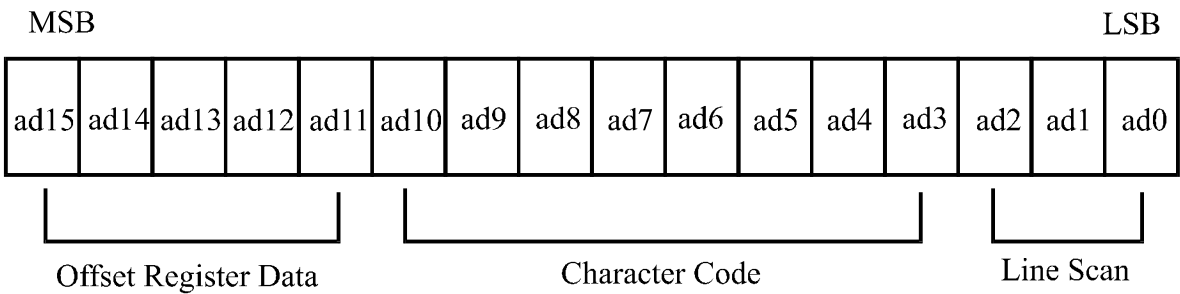 MSB LSB
ad15 ad14 ad13 ad12 ad11 ad10 ad9 ad8 ad7 ad6 ad5 ad4 ad3 ad2 ad1 ad0
Offset Register Data Character Code Line Scan